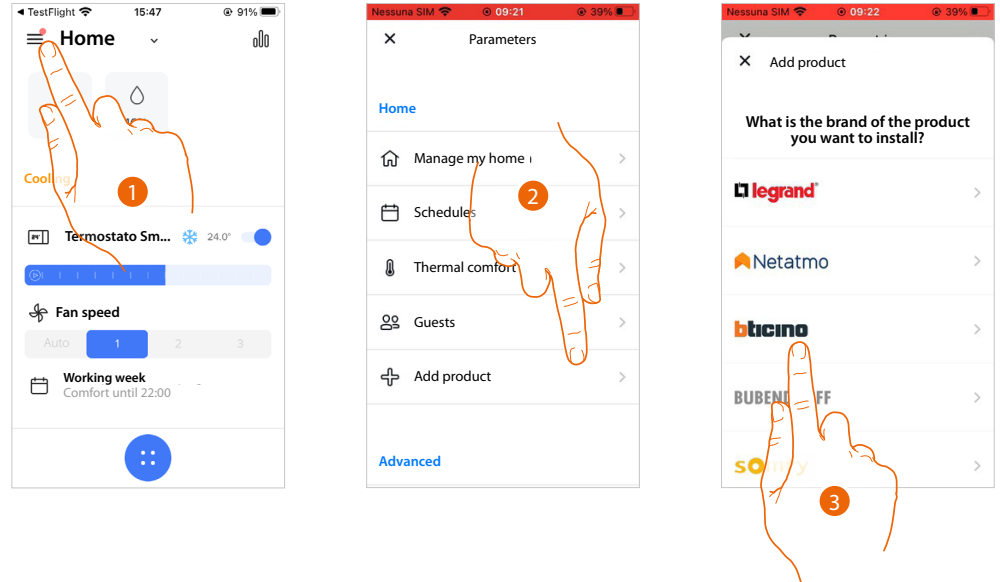 TestFlight 15:47 91%
Home
Cooling
1
Termostato Sm... 24.0°
Fan speed
Auto 1 2 3
Working week
Comfort until 22:00
Nessuna SIM 09:21 39%
Parameters
Home
Manage my home
2
Schedules
Thermal comfort
Guests
Add product
Advanced
Nessuna SIM 09:22 39%
Add product
What is the brand of the product
you want to install?
legrand
Netatmo
bticino
somfy
3